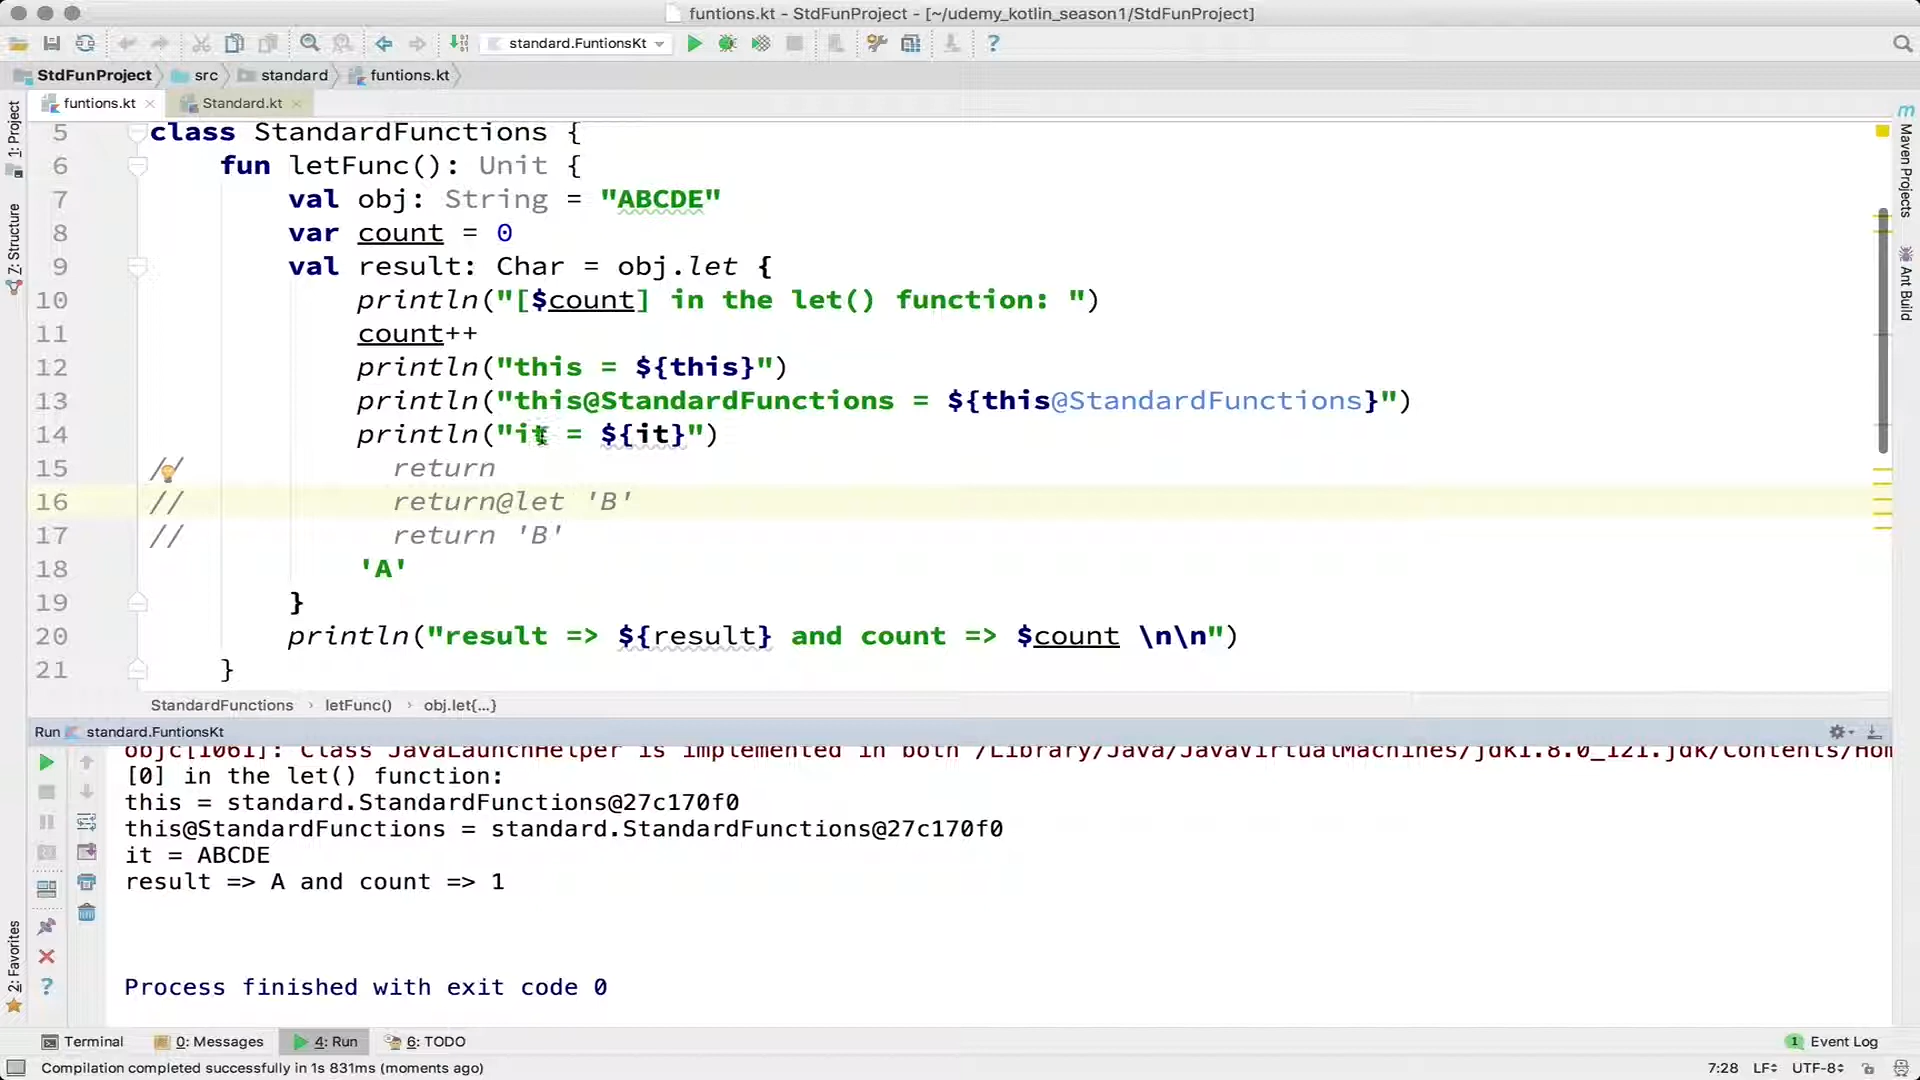 funtions.kt - StdFunProject - [~/udemy_kotlin_season1/StdFunProject]
standard.FuntionsKt
StdFunProject src standard funtions.kt
funtions.kt Standard.kt
1: Project
Z: Structure
2: Favorites
Maven Projects
Ant Build
5 class StandardFunctions {
6 fun letFunc(): Unit {
7 val obj: String = "ABCDE"
8 var count = 0
9 val result: Char = obj.let {
10 println("[$count] in the let() function: ")
11 count++
12 println("this = ${this}")
13 println("this@StandardFunctions = ${this@StandardFunctions}")
14 println("it = ${it}")
15 // return
16 // return@let 'B'
17 // return 'B'
18 'A'
19 }
20 println("result => ${result} and count => $count \n\n")
21 }
StandardFunctions › letFunc() › obj.let{...}
Run standard.FuntionsKt
objc[1061]: Class JavaLaunchHelper is implemented in both /Library/Java/JavaVirtualMachines/jdk1.8.0_121.jdk/Contents/Hom
[0] in the let() function:
this = standard.StandardFunctions@27c170f0
this@StandardFunctions = standard.StandardFunctions@27c170f0
it = ABCDE
result => A and count => 1
Process finished with exit code 0
Terminal 0: Messages 4: Run 6: TODO 1 Event Log
Compilation completed successfully in 1s 831ms (moments ago) 7:28 LF UTF-8